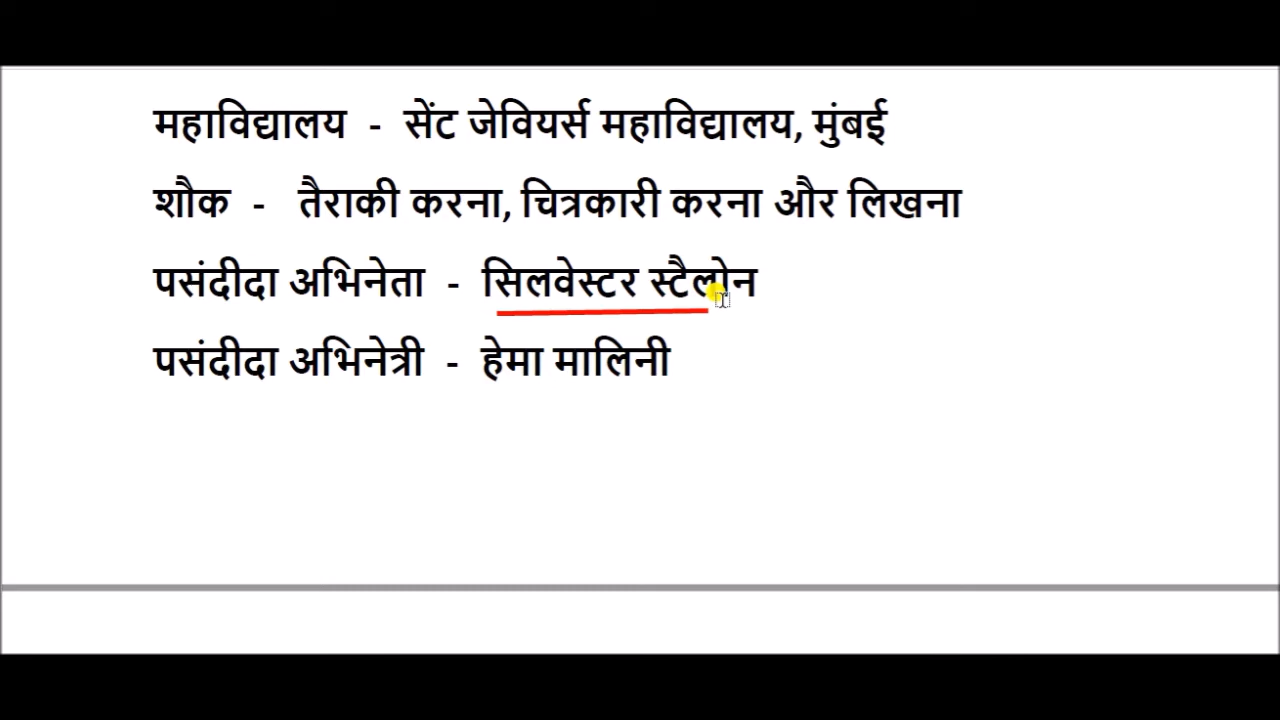 महाविद्यालय - सेंट जेवियर्स महाविद्यालय, मुंबई
शौक - तैराकी करना, चित्रकारी करना और लिखना
पसंदीदा अभिनेता - सिलवेस्टर स्टैलोन
पसंदीदा अभिनेत्री - हेमा मालिनी